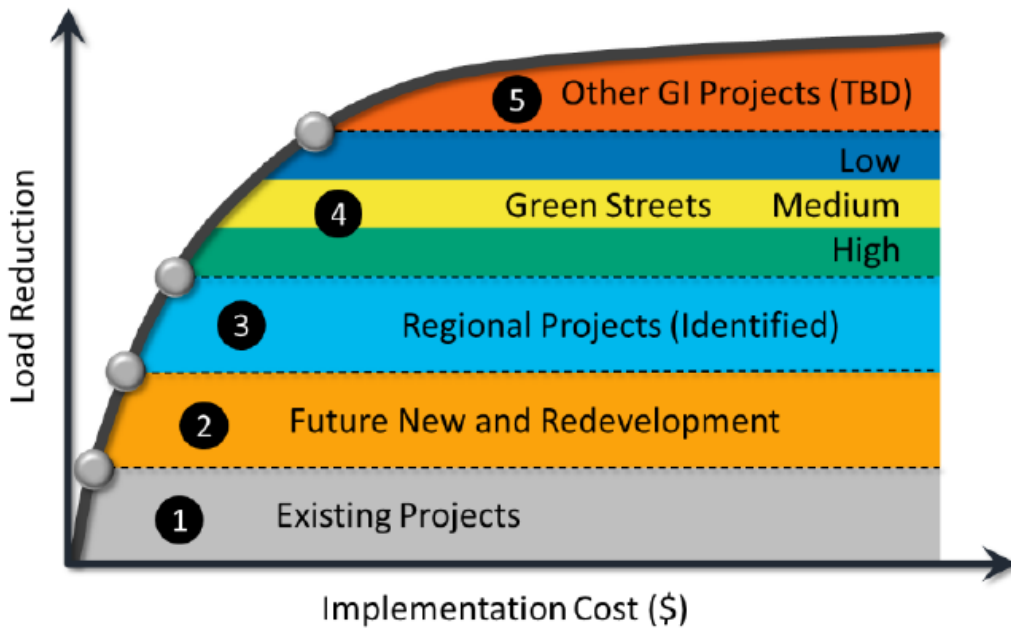 Load Reduction
5 Other GI Projects (TBD)
Low
4 Green Streets Medium
High
3 Regional Projects (Identified)
2 Future New and Redevelopment
1 Existing Projects
Implementation Cost ($)